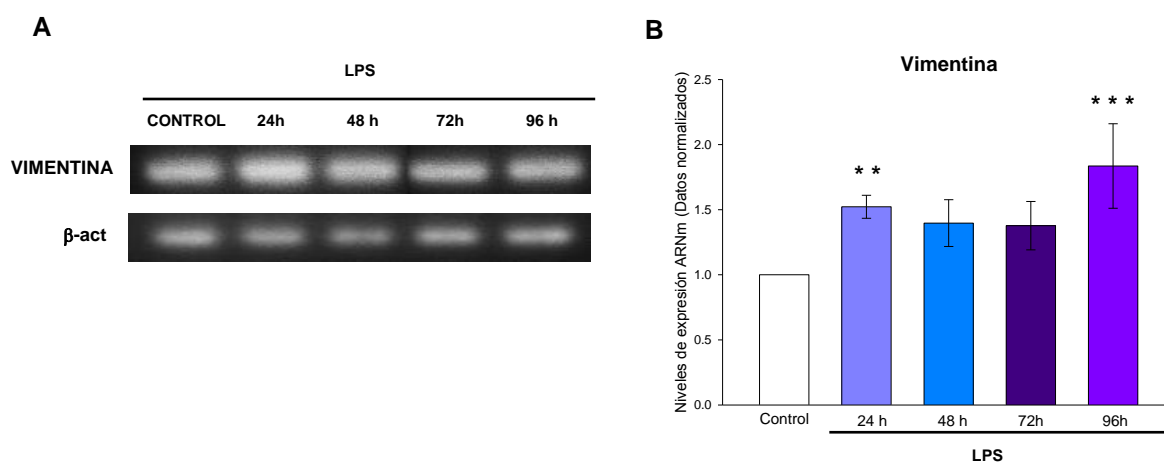 A
LPS
CONTROL 24h 48 h 72h 96 h
VIMENTINA
β-act
B
Vimentina
Niveles de expresión ARNm (Datos normalizados)
2.5
2.0
1.5
1.0
0.5
0.0
* *
* * *
Control 24 h 48 h 72h 96h
LPS